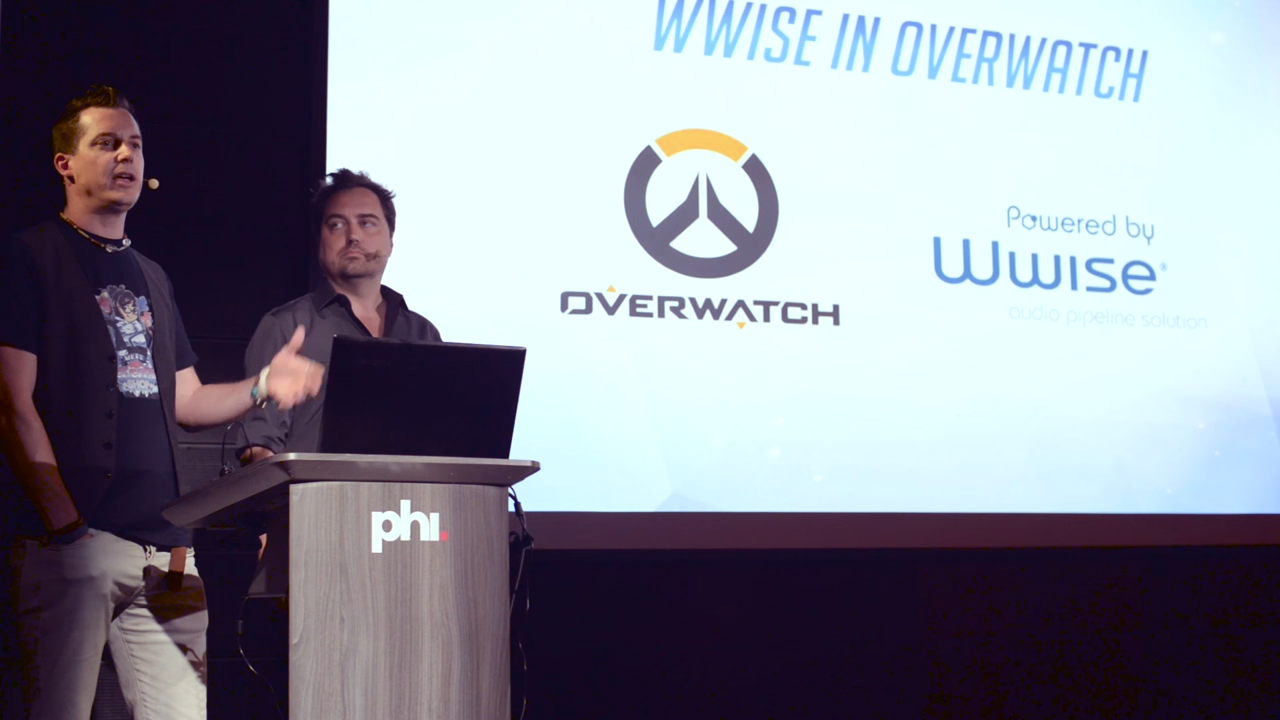 WWISE IN OVERWATCH
OVERWATCH
Powered by
Wwise®
audio pipeline solution
phi.